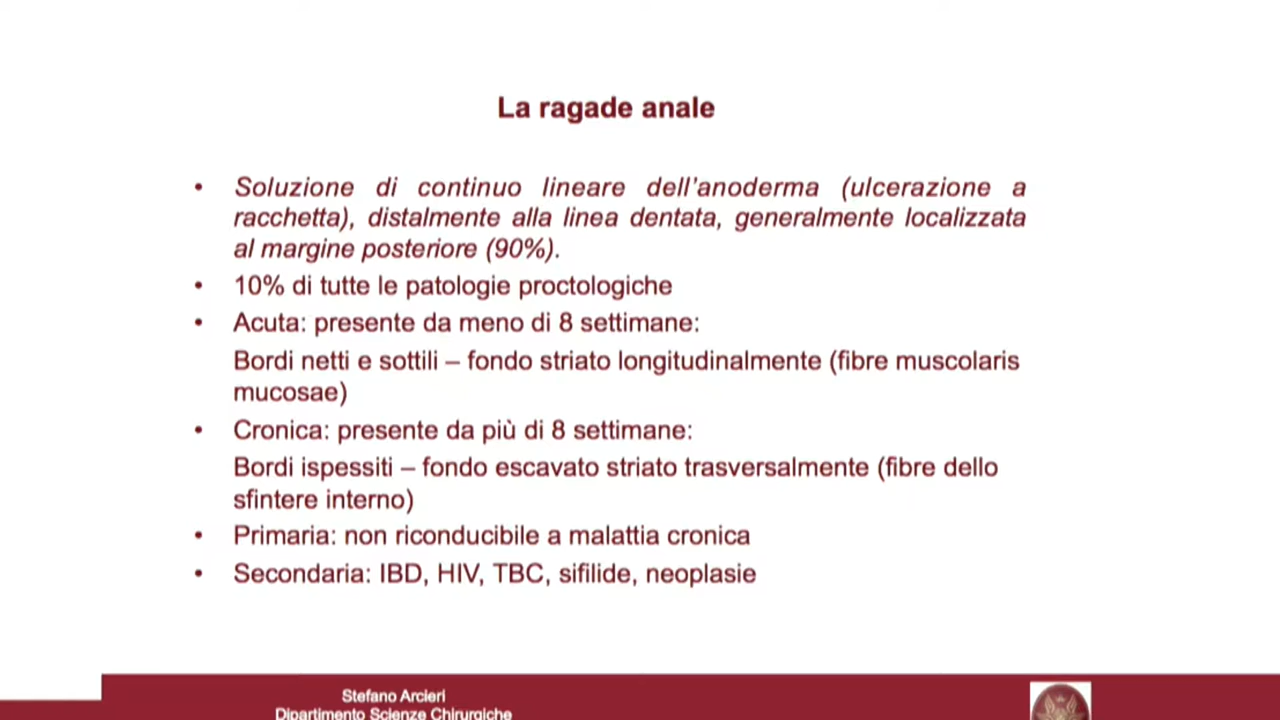 La ragade anale
• Soluzione di continuo lineare dell'anoderma (ulcerazione a
racchetta), distalmente alla linea dentata, generalmente localizzata
al margine posteriore (90%).
• 10% di tutte le patologie proctologiche
• Acuta: presente da meno di 8 settimane:
Bordi netti e sottili – fondo striato longitudinalmente (fibre muscolaris
mucosae)
• Cronica: presente da più di 8 settimane:
Bordi ispessiti – fondo escavato striato trasversalmente (fibre dello
sfintere interno)
• Primaria: non riconducibile a malattia cronica
• Secondaria: IBD, HIV, TBC, sifilide, neoplasie
Stefano Arcieri
Dipartimento Scienze Chirurgiche